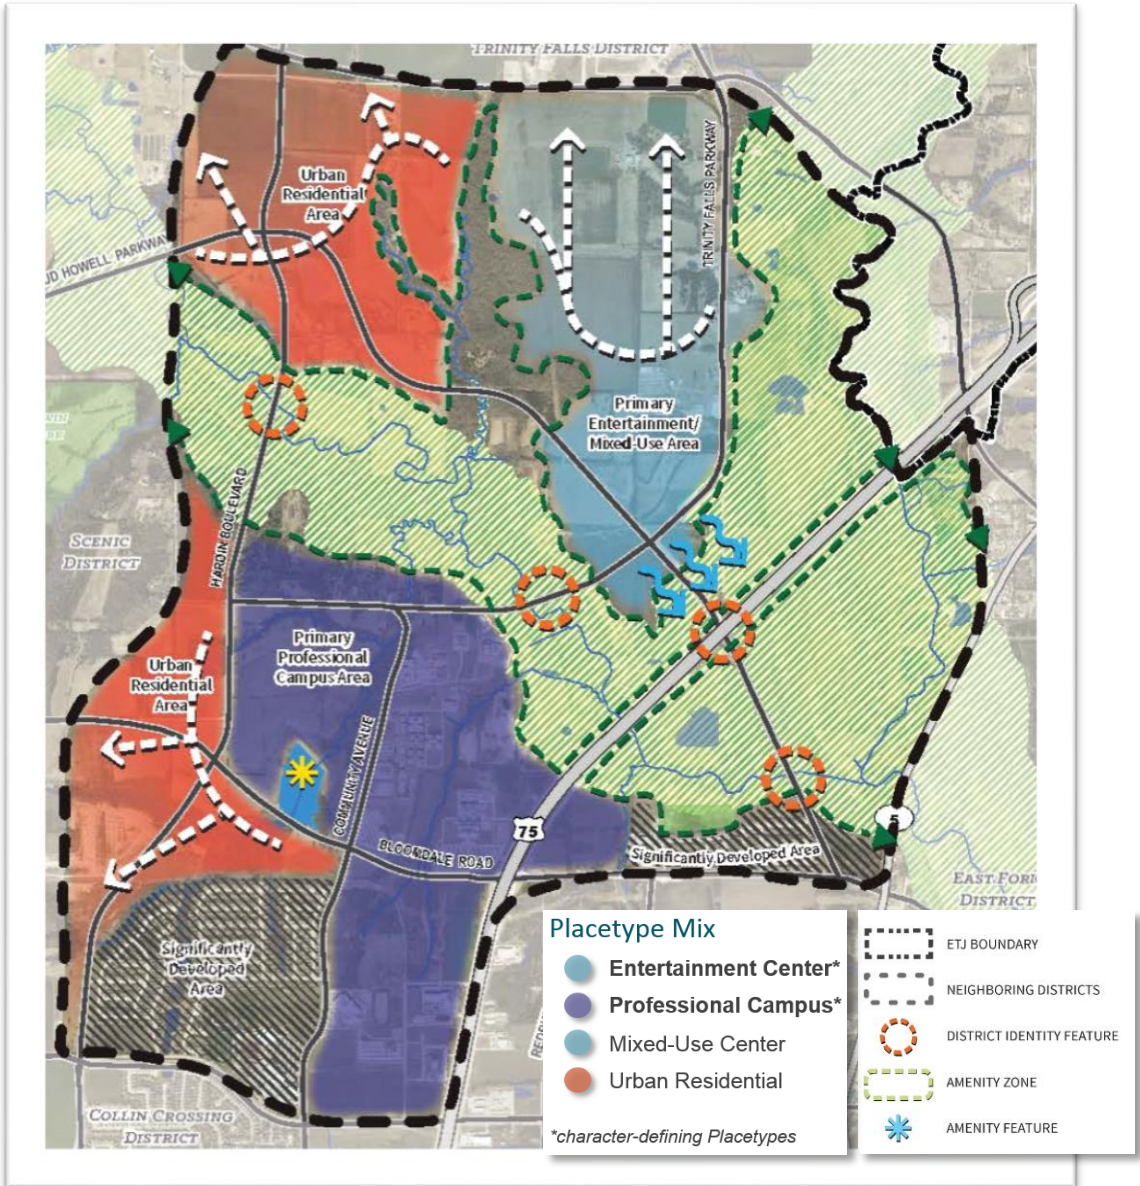 TRINITY FALLS DISTRICT
TRINITY FALLS PARKWAY
Urban
Residential
Area
JD HOWELL PARKWAY
Primary
Entertainment/
Mixed-Use Area
HARDIN BOULEVARD
SCENIC
DISTRICT
Primary
Professional
Campus Area
Urban
Residential
Area
COMMUNITY AVENUE
75
BLOOMDALE ROAD
5
Significantly Developed Area
EAST FORK
DISTRICT
Significantly
Developed
Area
COLLIN CROSSING
DISTRICT
Placetype Mix
Entertainment Center*
Professional Campus*
Mixed-Use Center
Urban Residential
*character-defining Placetypes
ETJ BOUNDARY
NEIGHBORING DISTRICTS
DISTRICT IDENTITY FEATURE
AMENITY ZONE
AMENITY FEATURE